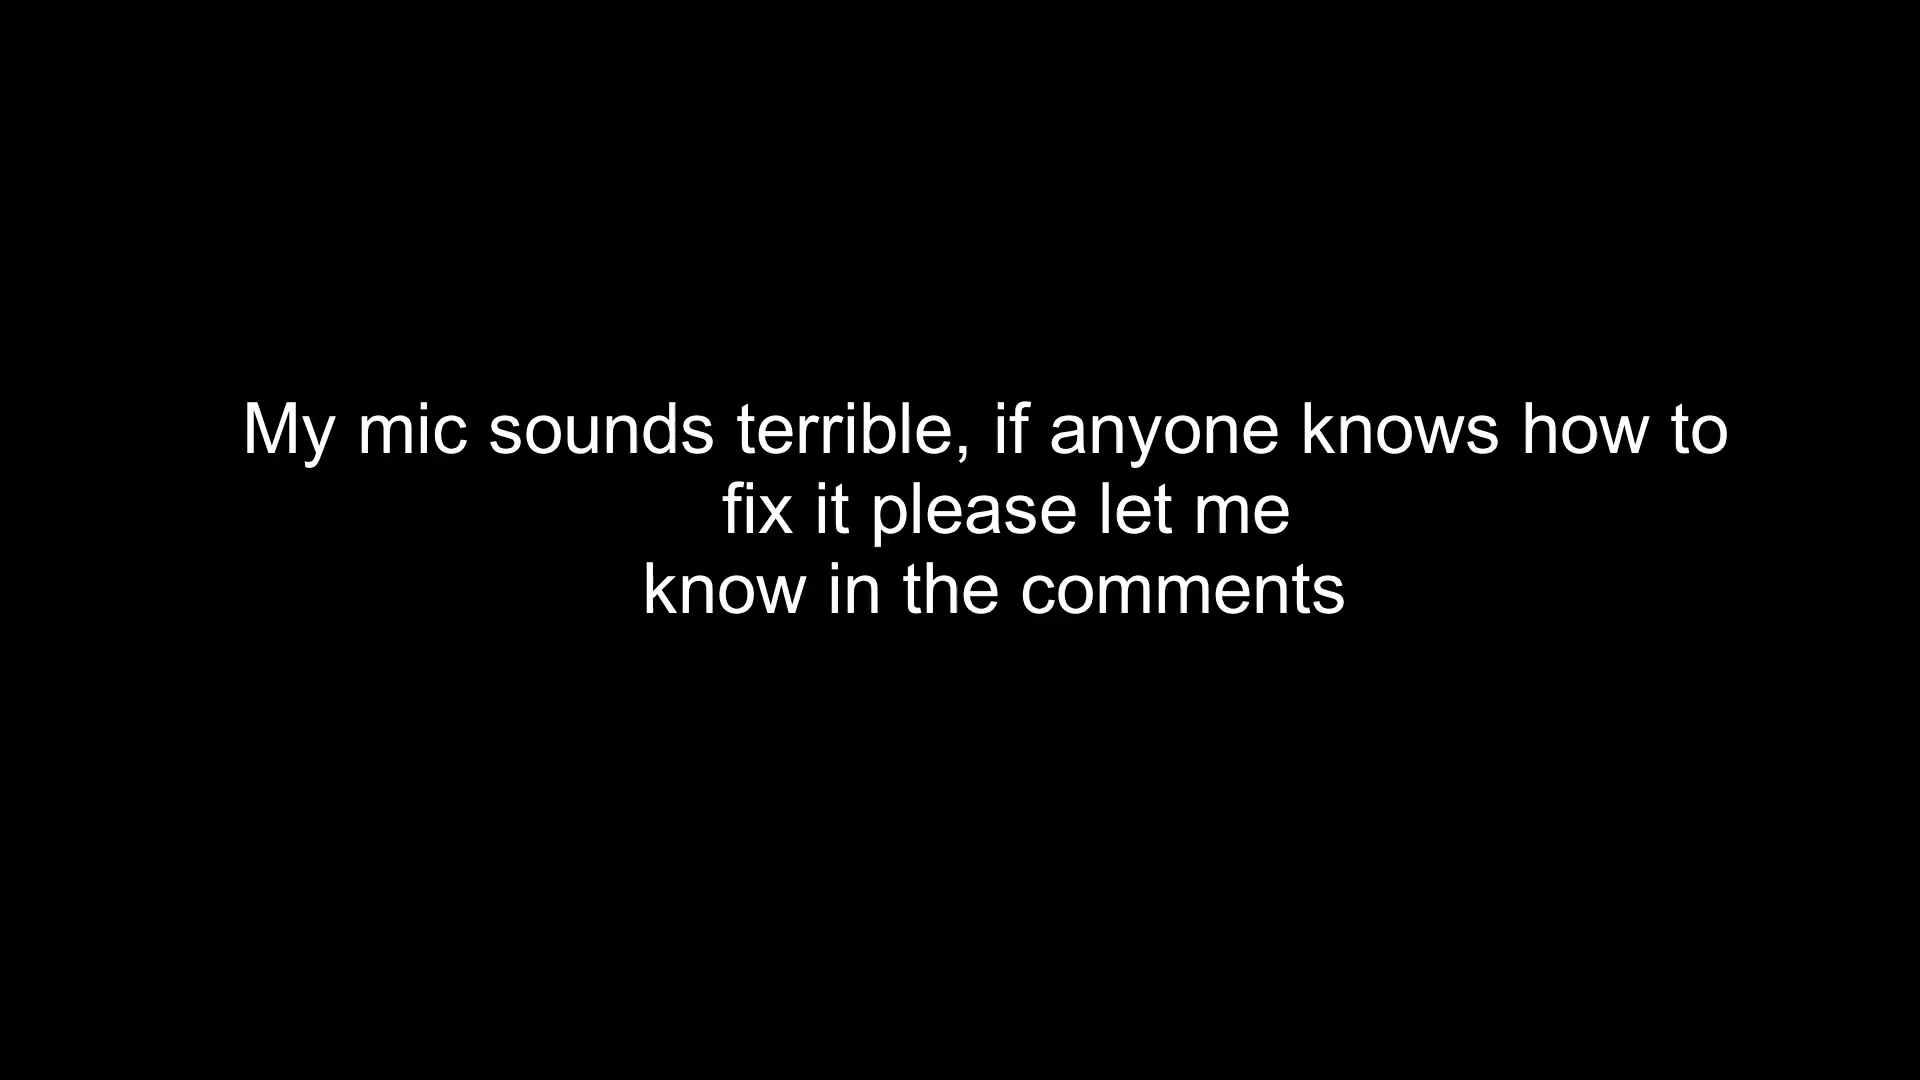 My mic sounds terrible, if anyone knows how to
fix it please let me
know in the comments